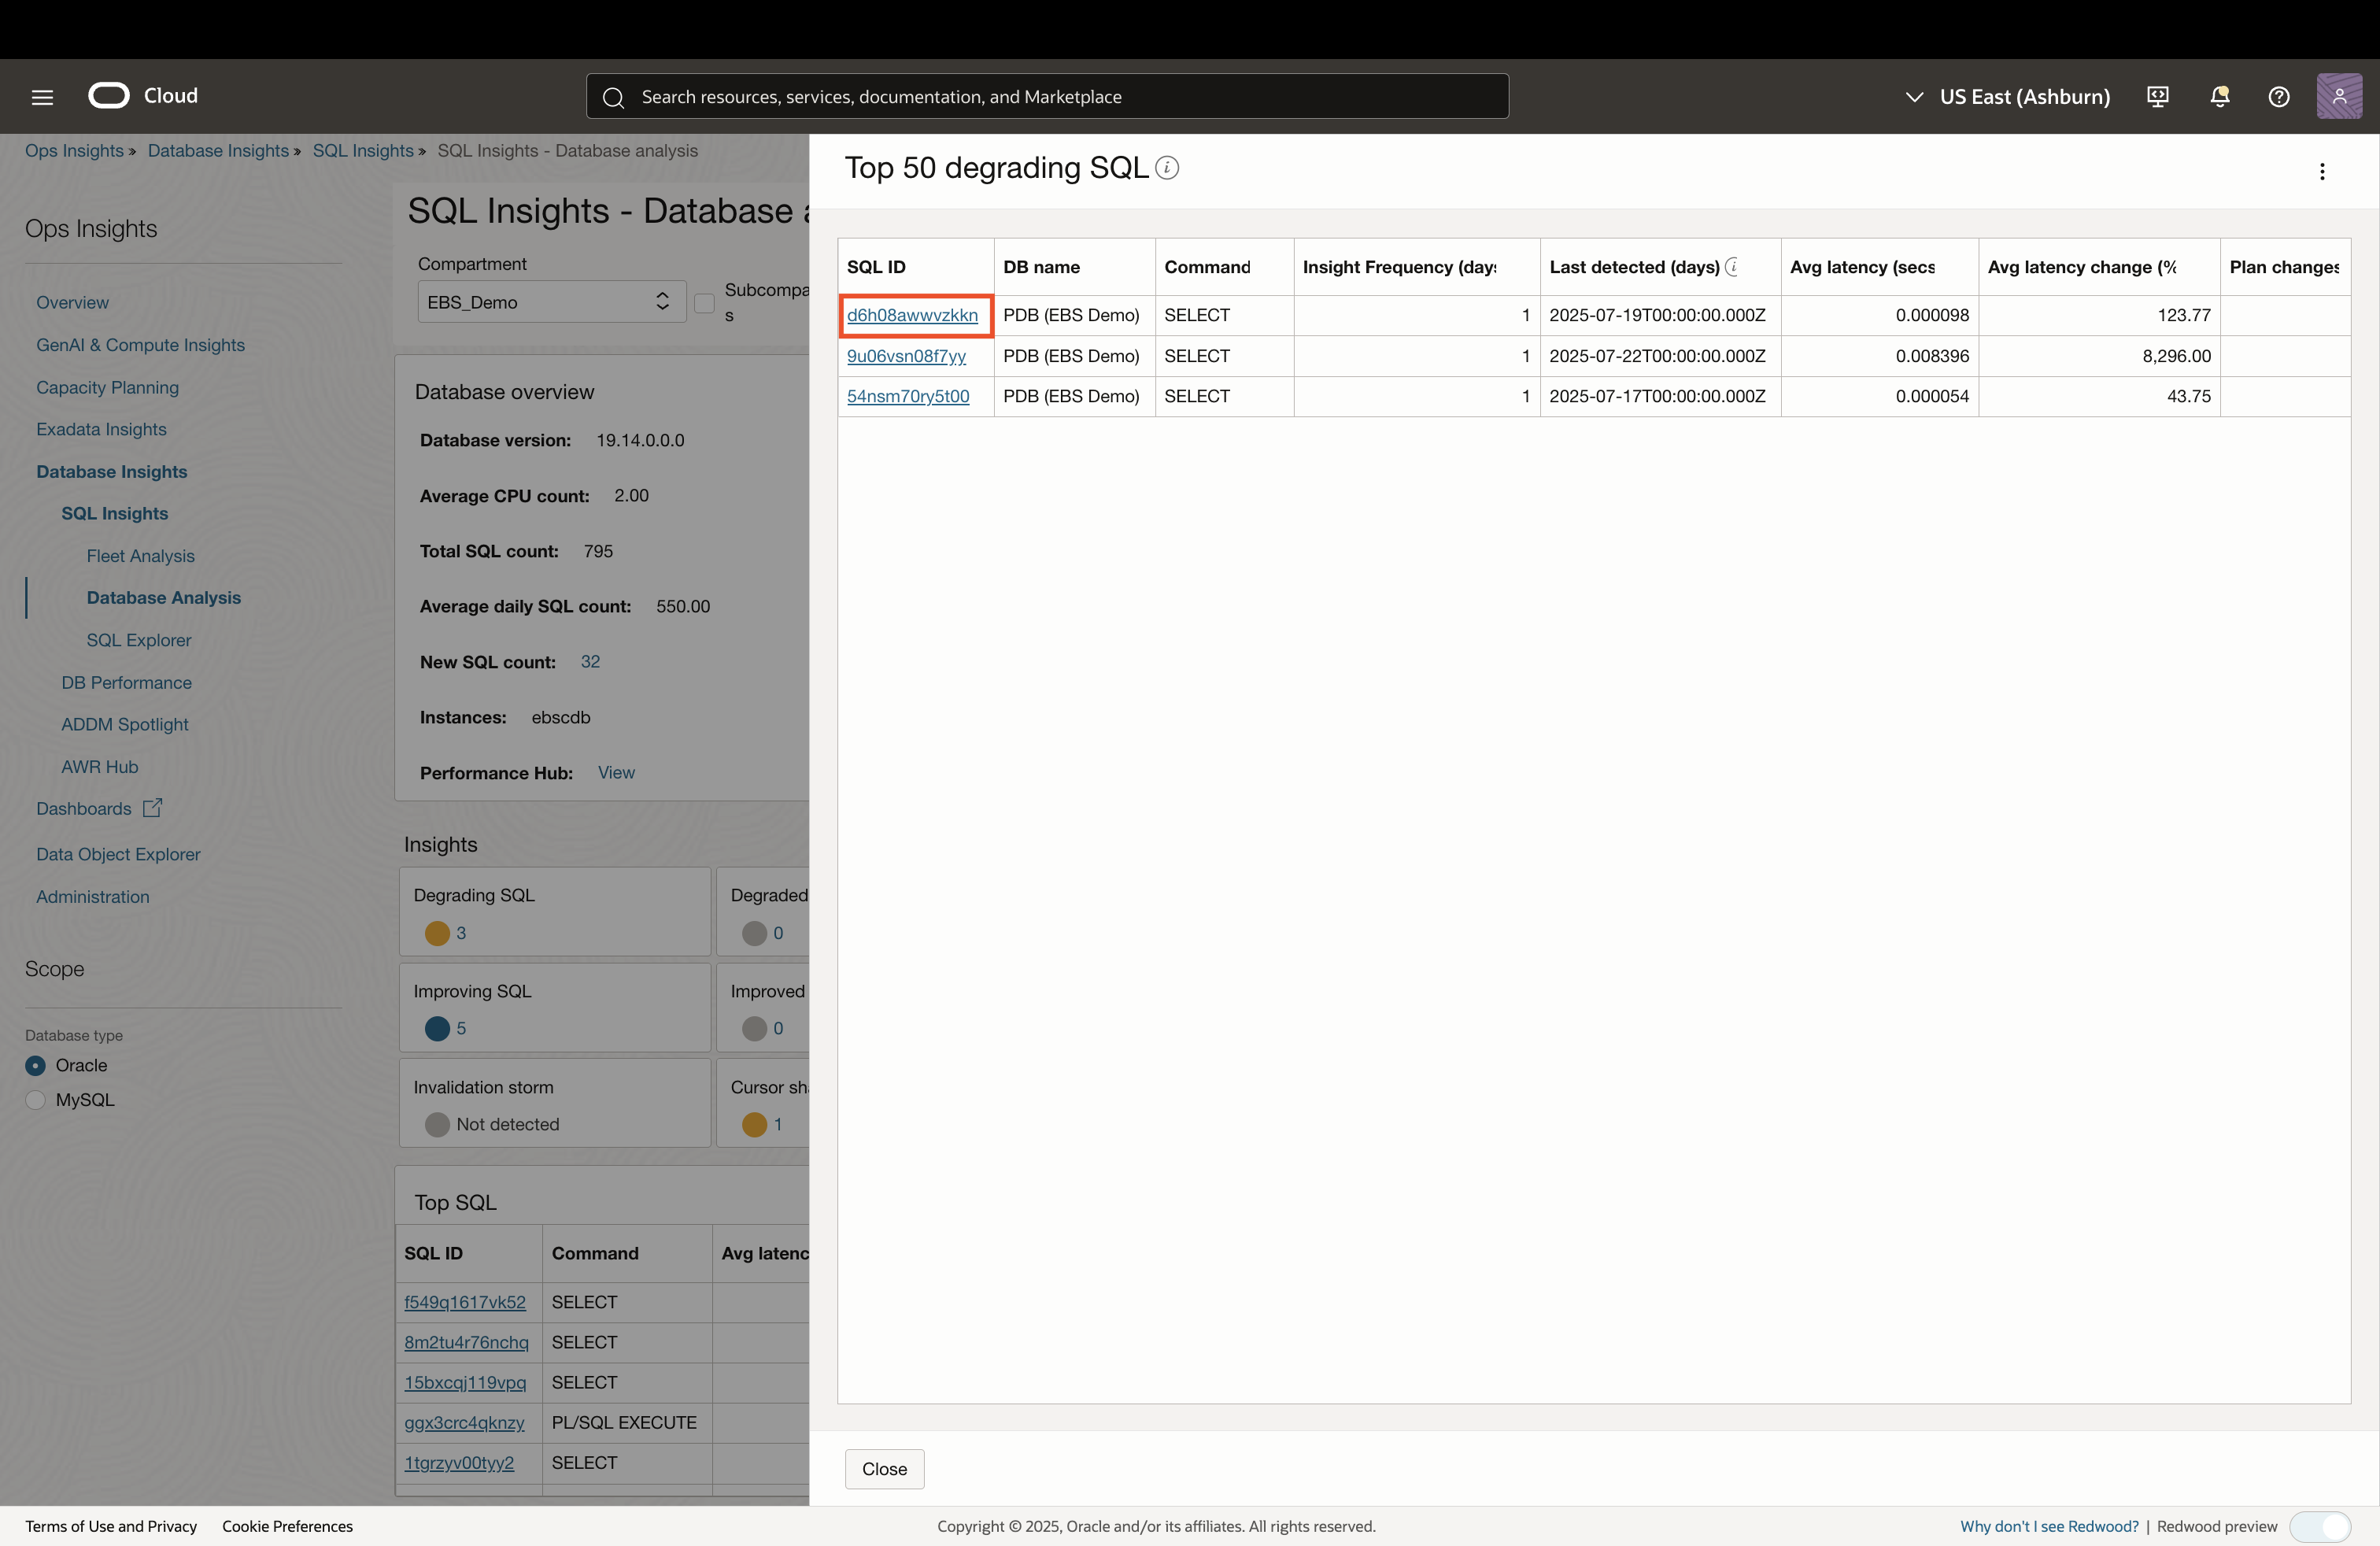 Cloud
Search resources, services, documentation, and Marketplace
US East (Ashburn)
Ops Insights » Database Insights » SQL Insights » SQL Insights - Database analysis
Ops Insights
Overview
GenAI & Compute Insights
Capacity Planning
Exadata Insights
Database Insights
SQL Insights
Fleet Analysis
Database Analysis
SQL Explorer
DB Performance
ADDM Spotlight
AWR Hub
Dashboards
Data Object Explorer
Administration
Scope
Database type
Oracle
MySQL
SQL Insights - Database a
Compartment
EBS_Demo
Subcompa
s
Database overview
Database version: 19.14.0.0.0
Average CPU count: 2.00
Total SQL count: 795
Average daily SQL count: 550.00
New SQL count: 32
Instances: ebscdb
Performance Hub: View
Insights
Degrading SQL
3
Degraded
0
Improving SQL
5
Improved
0
Invalidation storm
Not detected
Cursor sha
1
Top SQL
SQL ID Command Avg latenc
f549q1617vk52 SELECT
8m2tu4r76nchq SELECT
15bxcqj119vpq SELECT
ggx3crc4qknzy PL/SQL EXECUTE
1tgrzyv00tyy2 SELECT
Top 50 degrading SQL
SQL ID DB name Command Insight Frequency (days Last detected (days) Avg latency (secs Avg latency change (% Plan changes
d6h08awwvzkkn PDB (EBS Demo) SELECT 1 2025-07-19T00:00:00.000Z 0.000098 123.77
9u06vsn08f7yy PDB (EBS Demo) SELECT 1 2025-07-22T00:00:00.000Z 0.008396 8,296.00
54nsm70ry5t00 PDB (EBS Demo) SELECT 1 2025-07-17T00:00:00.000Z 0.000054 43.75
Close
Terms of Use and Privacy Cookie Preferences
Copyright © 2025, Oracle and/or its affiliates. All rights reserved.
Why don't I see Redwood? | Redwood preview